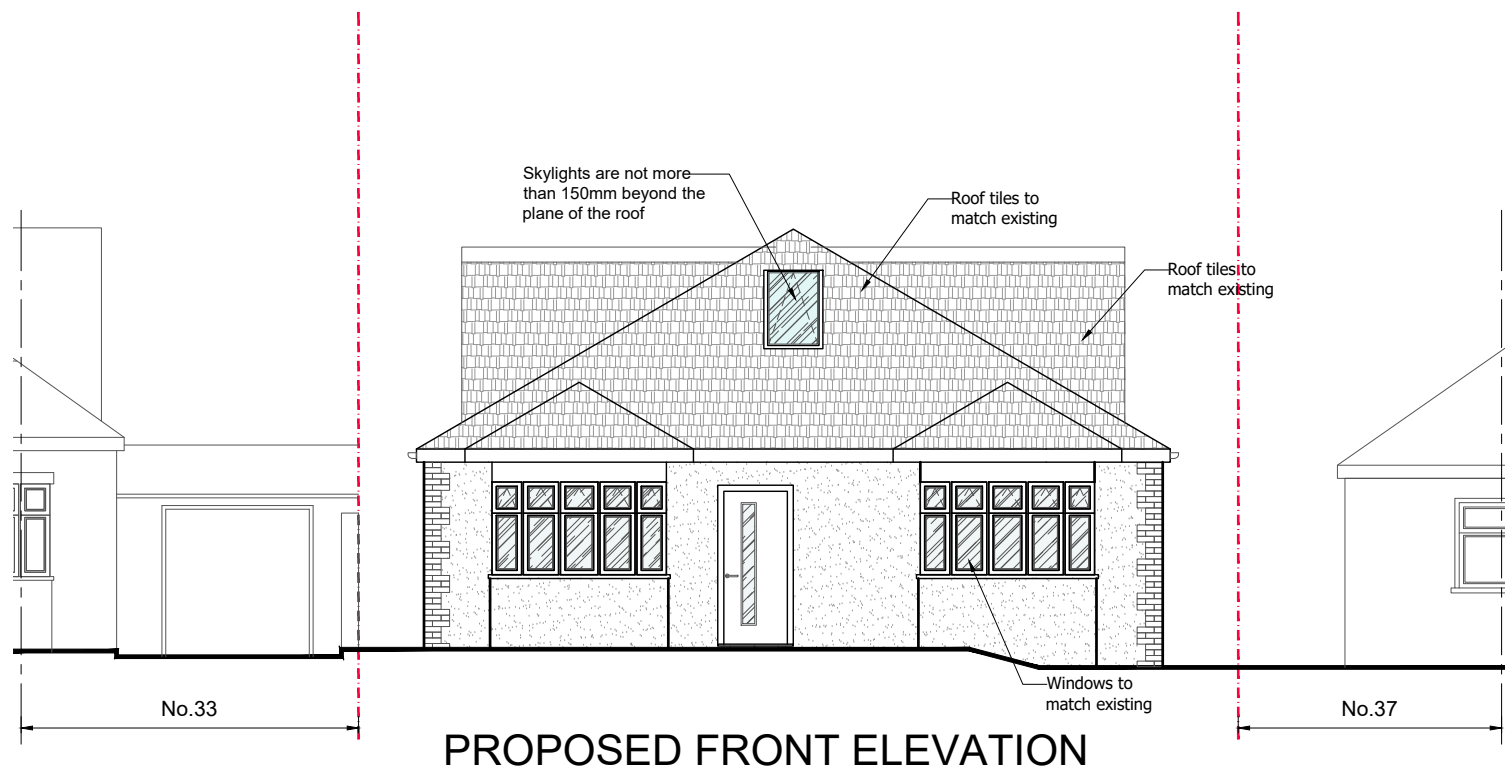 Skylights are not more
than 150mm beyond the
plane of the roof
Roof tiles to
match existing
Roof tiles to
match existing
Windows to
match existing
No.33
No.37
PROPOSED FRONT ELEVATION